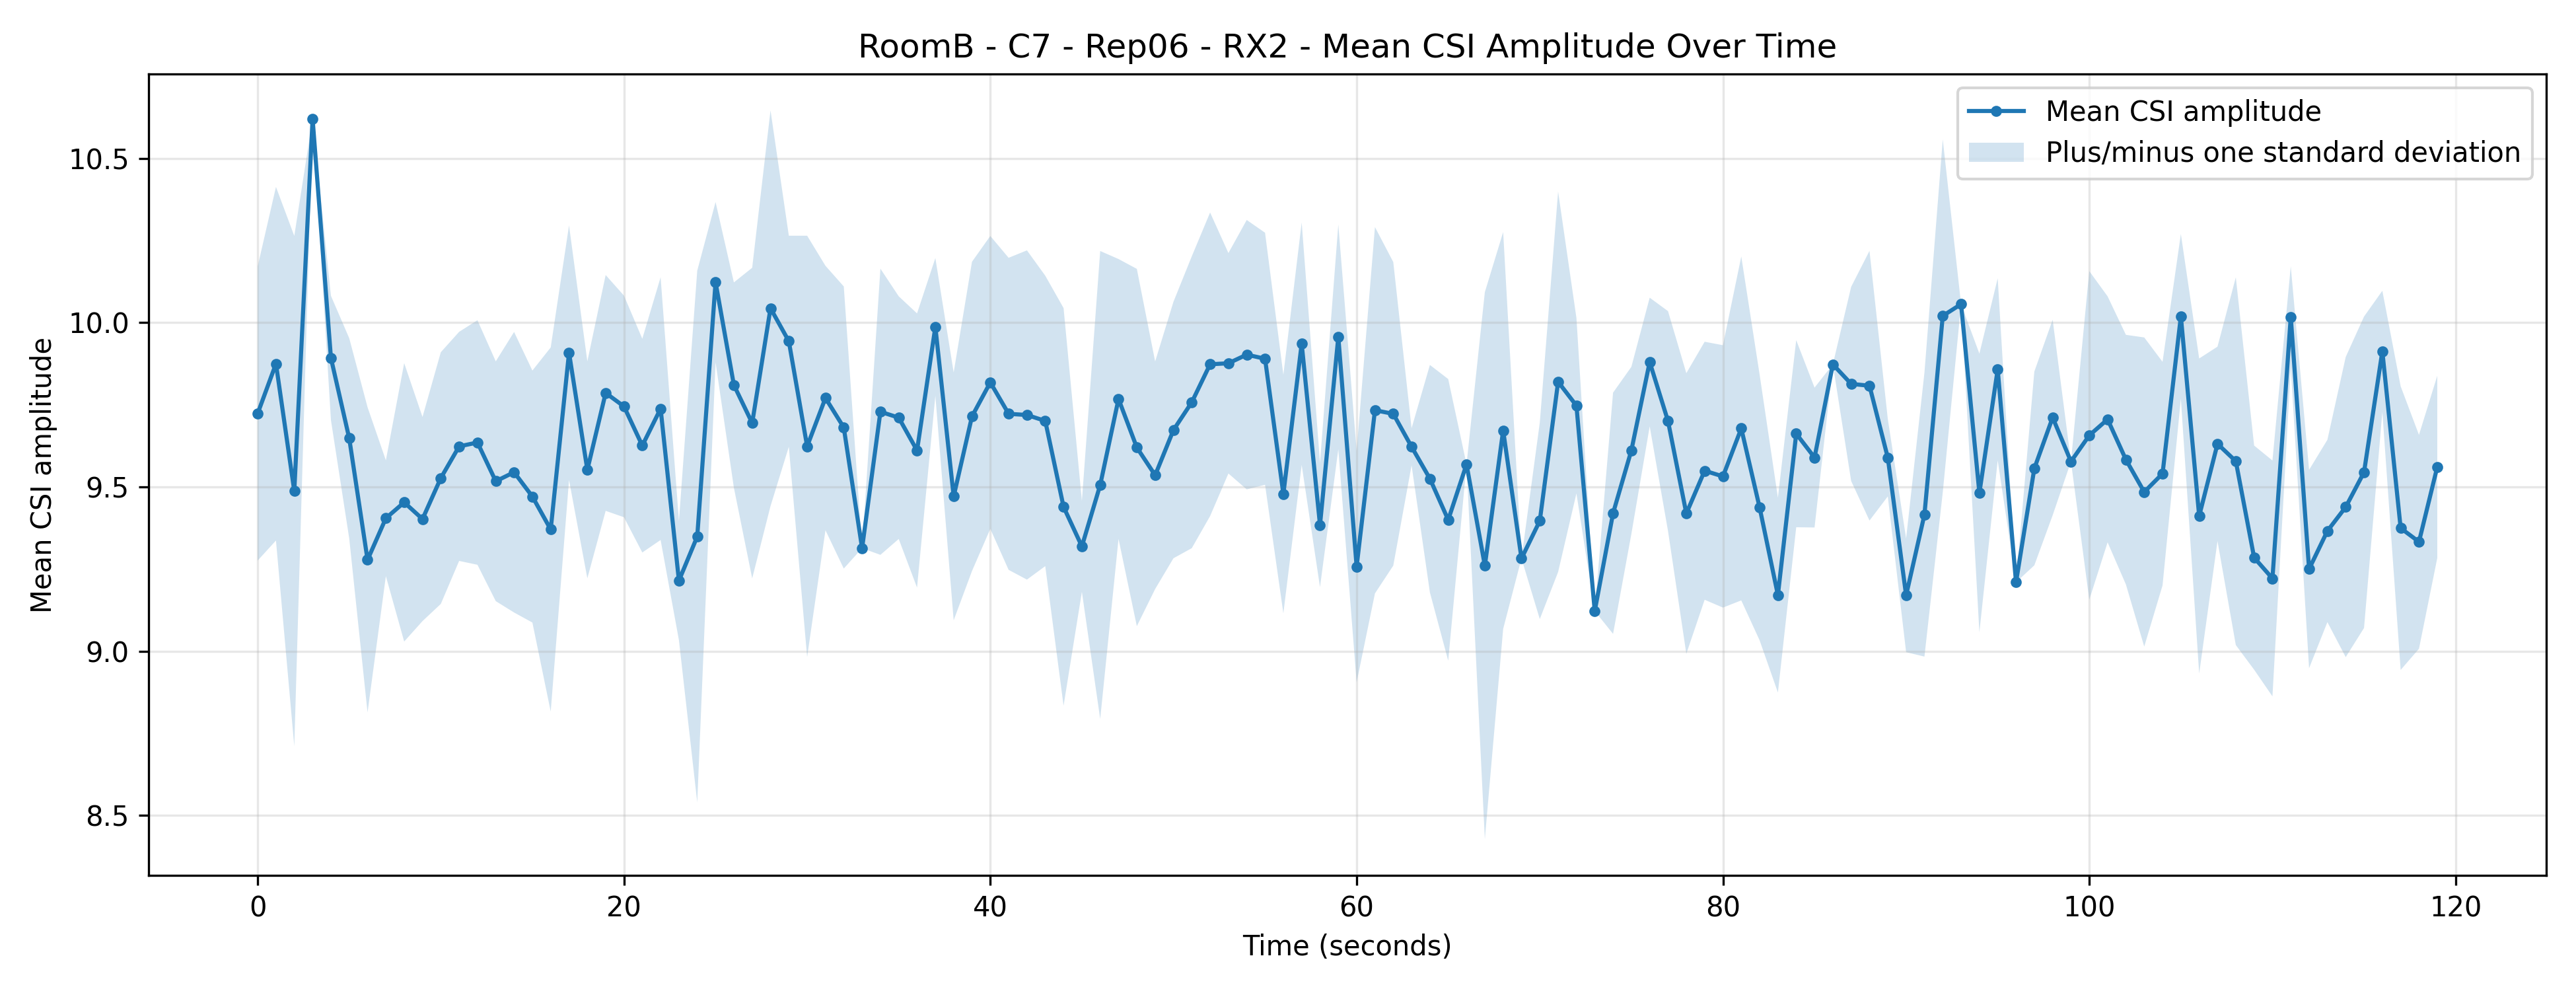 RoomB - C7 - Rep06 - RX2 - Mean CSI Amplitude Over Time
Mean CSI amplitude
Plus/minus one standard deviation
Mean CSI amplitude
10.5
10.0
9.5
9.0
8.5
0 20 40 60 80 100 120
Time (seconds)